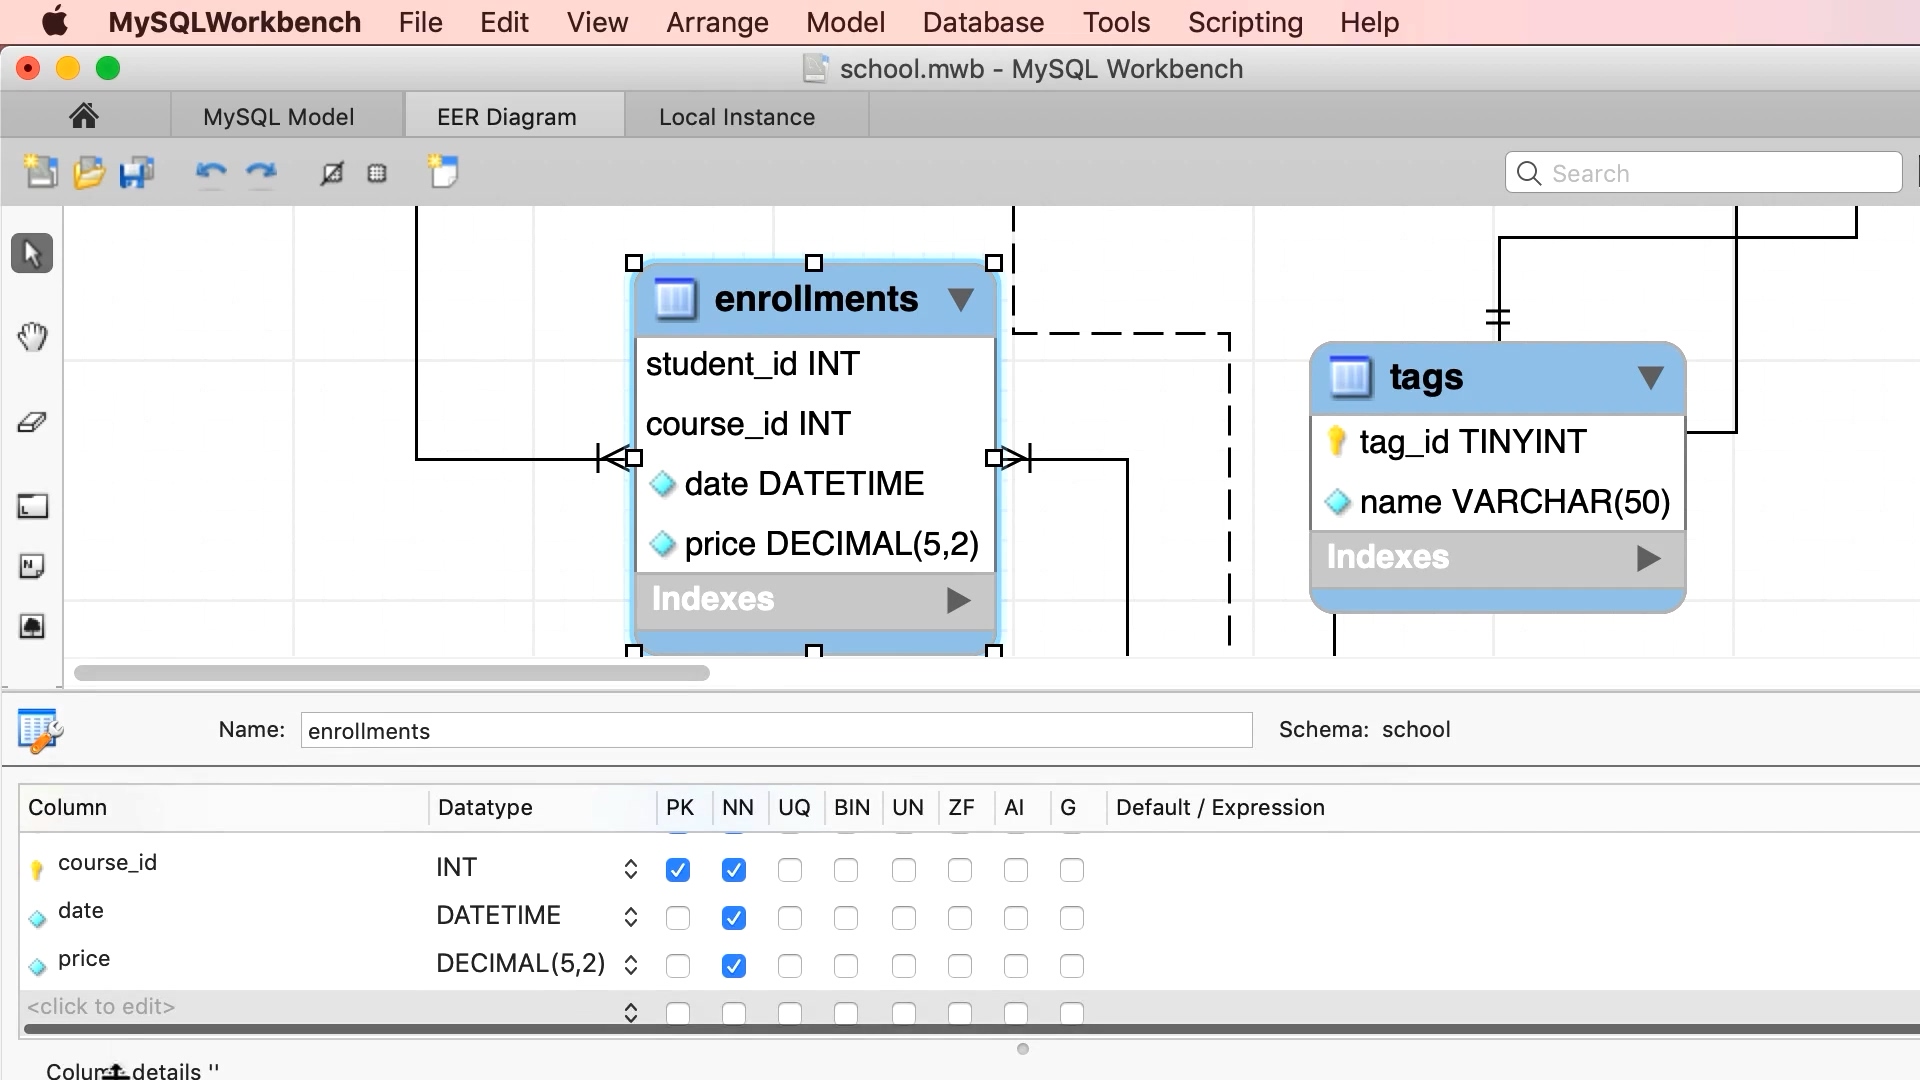 MySQLWorkbench File Edit View Arrange Model Database Tools Scripting Help
school.mwb - MySQL Workbench
MySQL Model EER Diagram Local Instance
Search
enrollments
student_id INT
course_id INT
date DATETIME
price DECIMAL(5,2)
Indexes
tags
tag_id TINYINT
name VARCHAR(50)
Indexes
Name: enrollments Schema: school
Column Datatype PK NN UQ BIN UN ZF AI G Default / Expression
course_id INT
date DATETIME
price DECIMAL(5,2)
<click to edit>
Column details ''